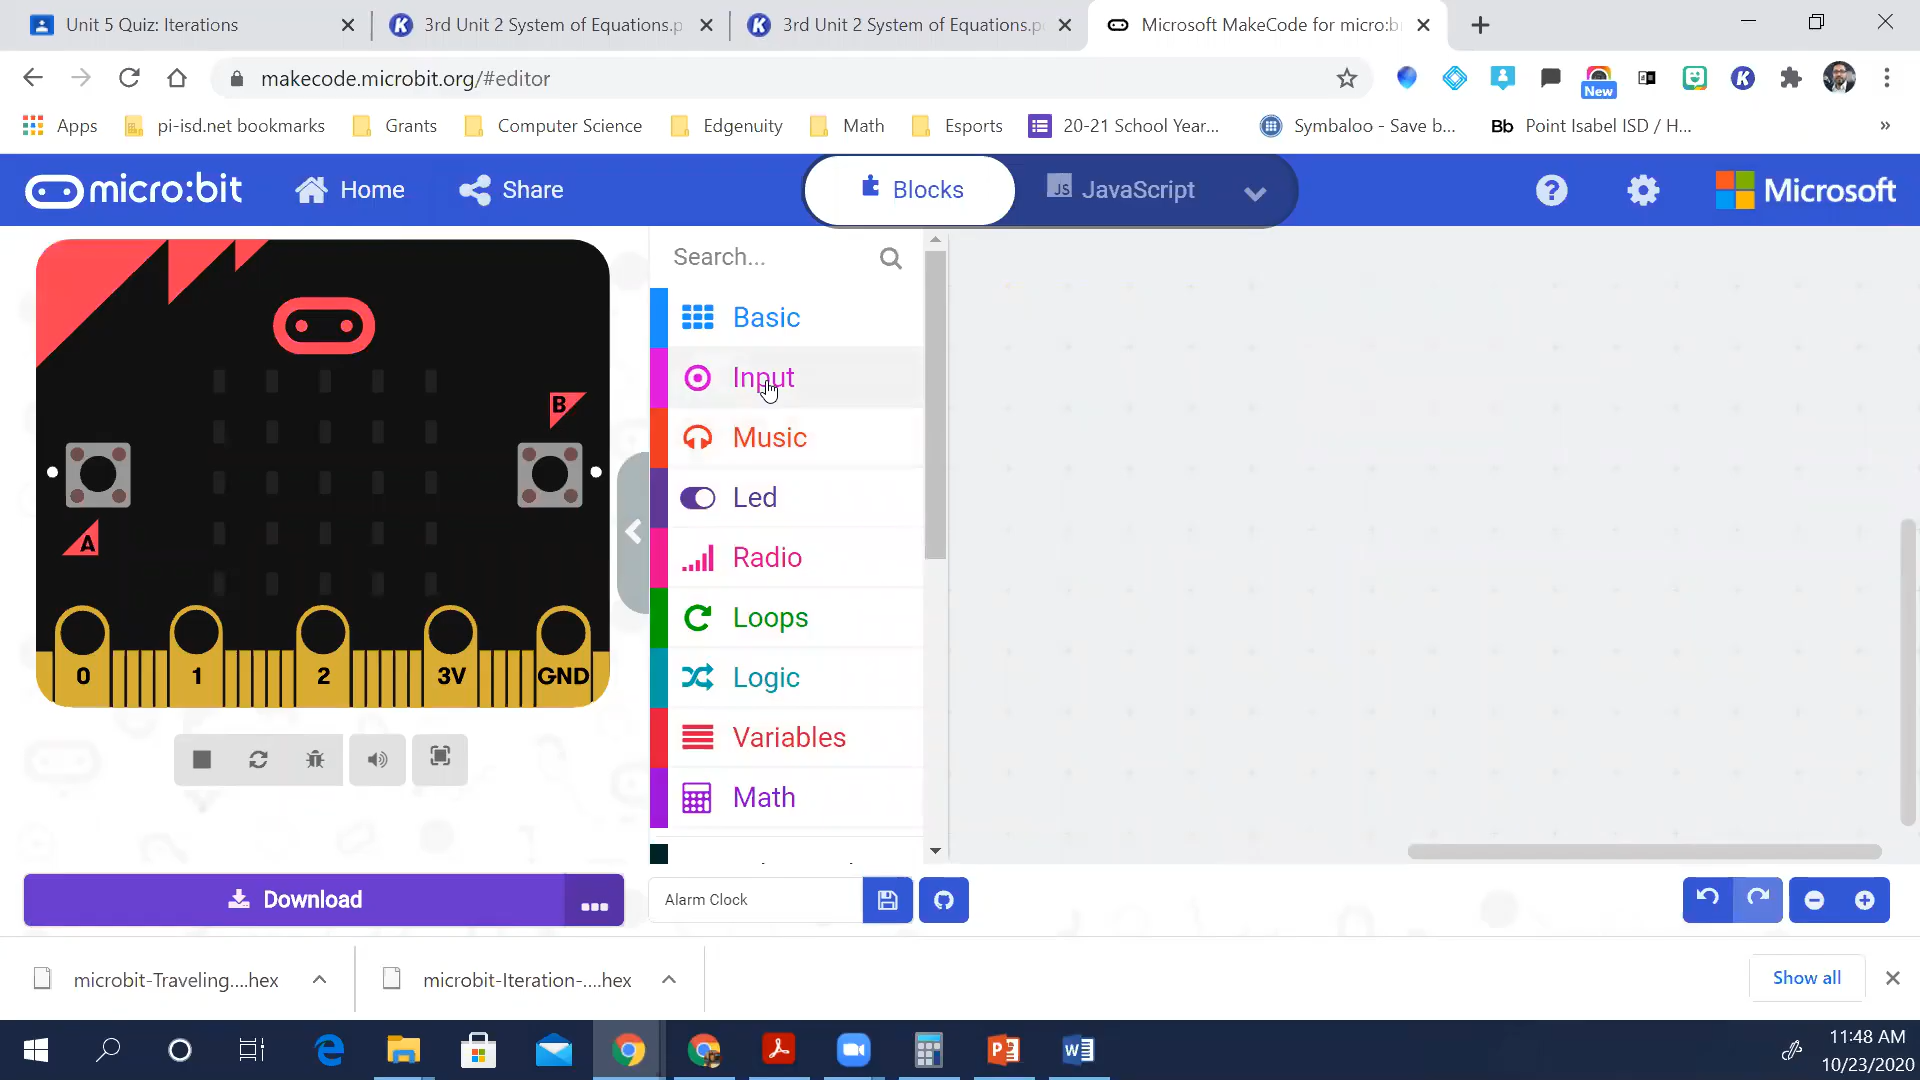 Unit 5 Quiz: Iterations
3rd Unit 2 System of Equations.p
3rd Unit 2 System of Equations.p
Microsoft MakeCode for micro:b
makecode.microbit.org/#editor
New
Apps
pi-isd.net bookmarks
Grants
Computer Science
Edgenuity
Math
Esports
20-21 School Year...
Symbaloo - Save b...
Bb Point Isabel ISD / H...
»
micro:bit
Home
Share
Blocks
JS JavaScript
Microsoft
Search...
Basic
Input
Music
Led
Radio
Loops
Logic
Variables
Math
B
A
0 1 2 3V GND
Download
...
Alarm Clock
microbit-Traveling....hex
microbit-Iteration-....hex
Show all
11:48 AM
10/23/2020